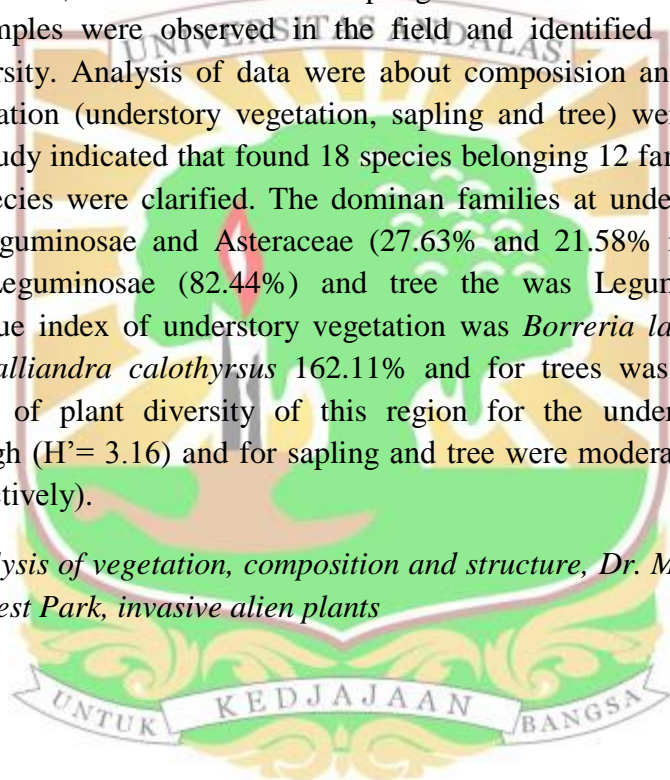 mples were observed in the field and identified
UNIVERSITAS ANDALAS
rsity. Analysis of data were about composision an
ation (understory vegetation, sapling and tree) wer
udy indicated that found 18 species belonging 12 far
ecies were clarified. The dominan families at under
eguminosae and Asteraceae (27.63% and 21.58%
Leguminosae (82.44%) and tree the was Legum
ue index of understory vegetation was Borreria la
alliandra calothyrsus 162.11% and for trees was
of plant diversity of this region for the under
gh (H’= 3.16) and for sapling and tree were modera
ctively).
lysis of vegetation, composition and structure, Dr. M
est Park, invasive alien plants
UNTUK KEDJAJAAN BANGSA